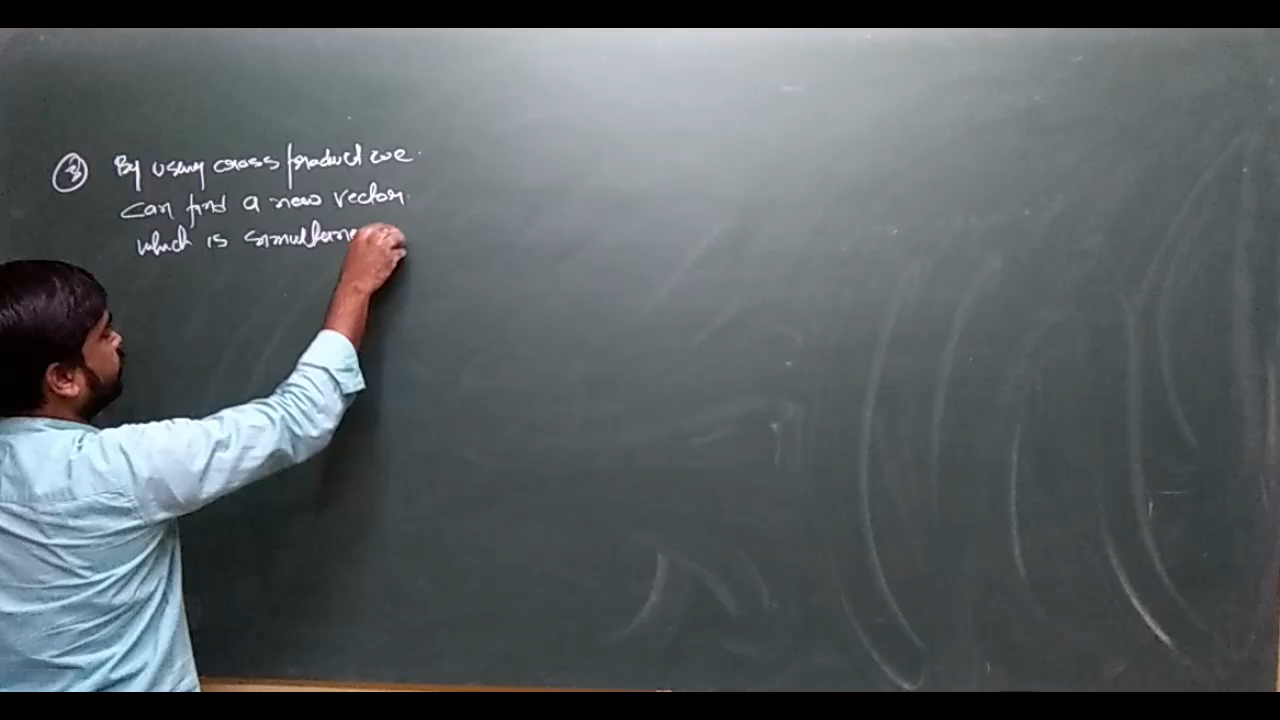 ③ By using cross product we
can find a new vector
which is simultane